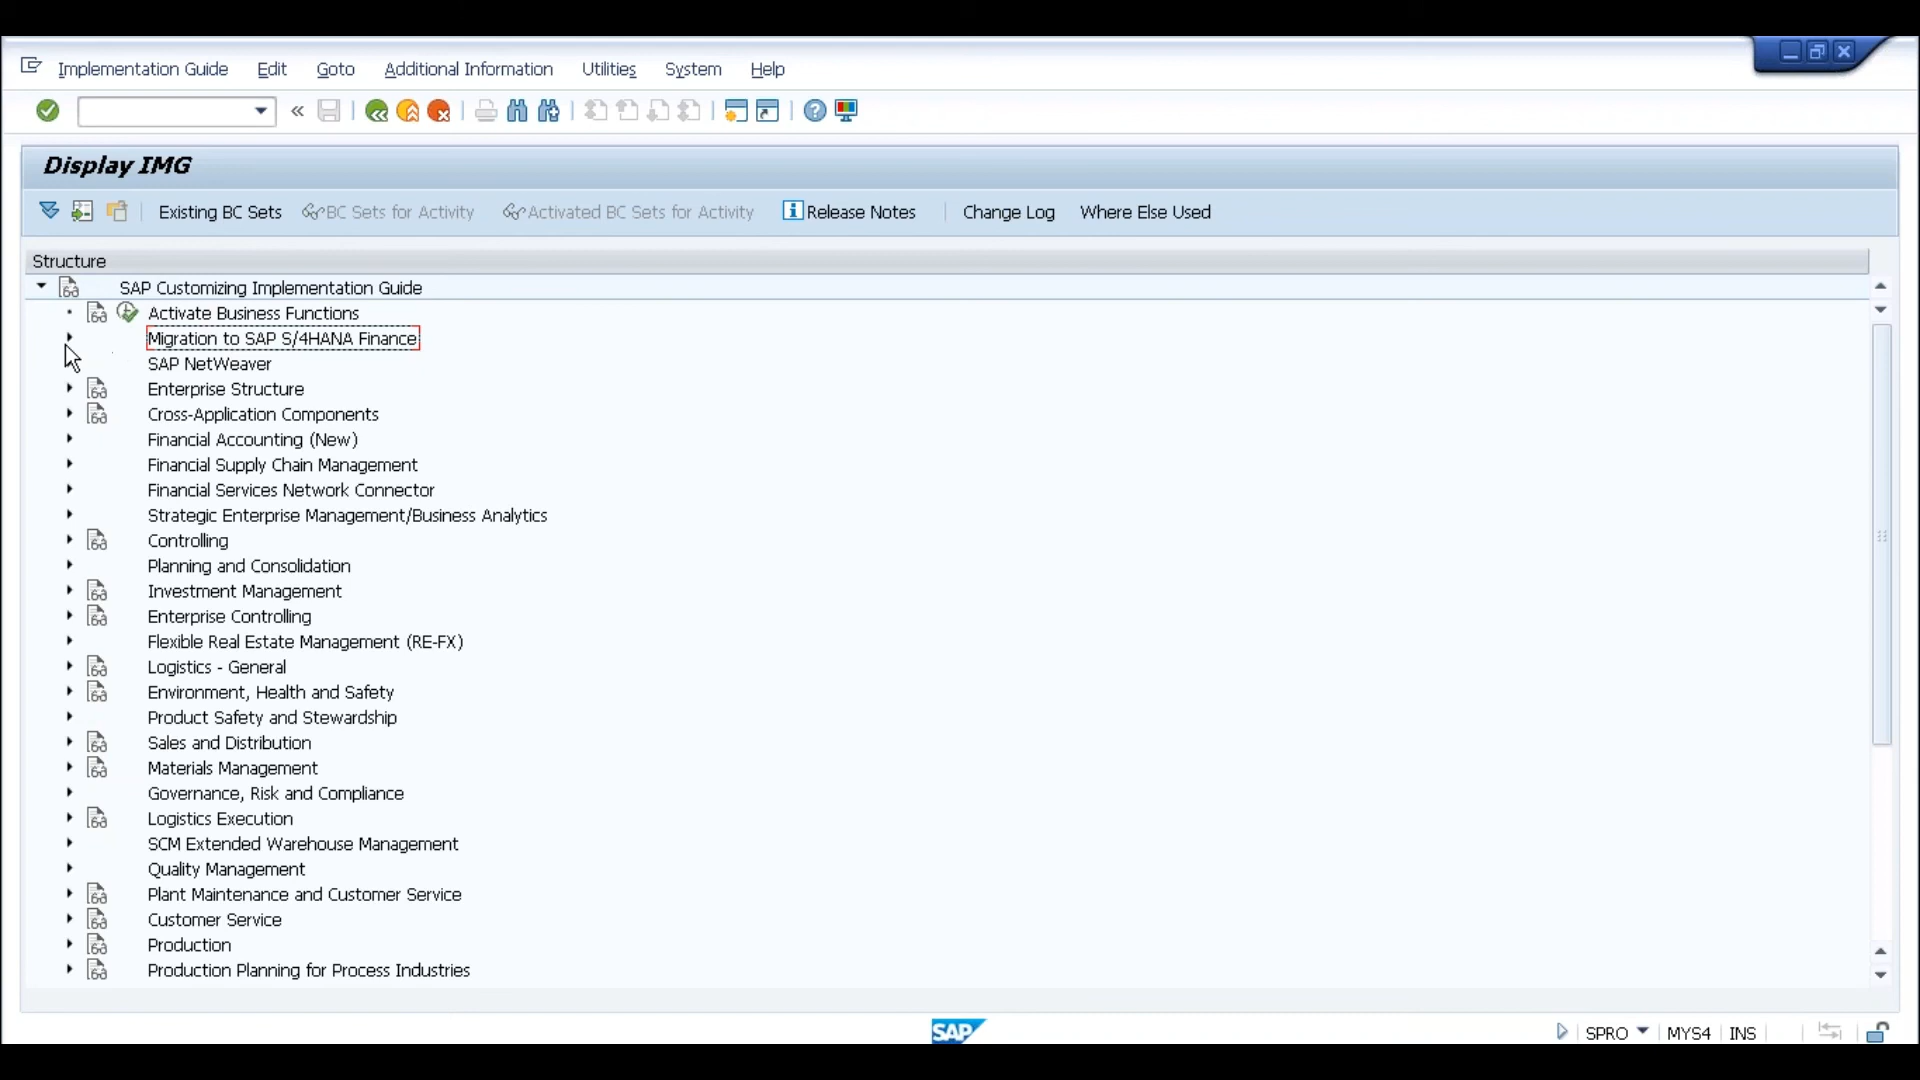 Implementation Guide Edit Goto Additional Information Utilities System Help
Display IMG
Existing BC Sets BC Sets for Activity Activated BC Sets for Activity Release Notes Change Log Where Else Used
Structure
SAP Customizing Implementation Guide
Activate Business Functions
Migration to SAP S/4HANA Finance
SAP NetWeaver
Enterprise Structure
Cross-Application Components
Financial Accounting (New)
Financial Supply Chain Management
Financial Services Network Connector
Strategic Enterprise Management/Business Analytics
Controlling
Planning and Consolidation
Investment Management
Enterprise Controlling
Flexible Real Estate Management (RE-FX)
Logistics - General
Environment, Health and Safety
Product Safety and Stewardship
Sales and Distribution
Materials Management
Governance, Risk and Compliance
Logistics Execution
SCM Extended Warehouse Management
Quality Management
Plant Maintenance and Customer Service
Customer Service
Production
Production Planning for Process Industries
SAP SPRO MYS4 INS